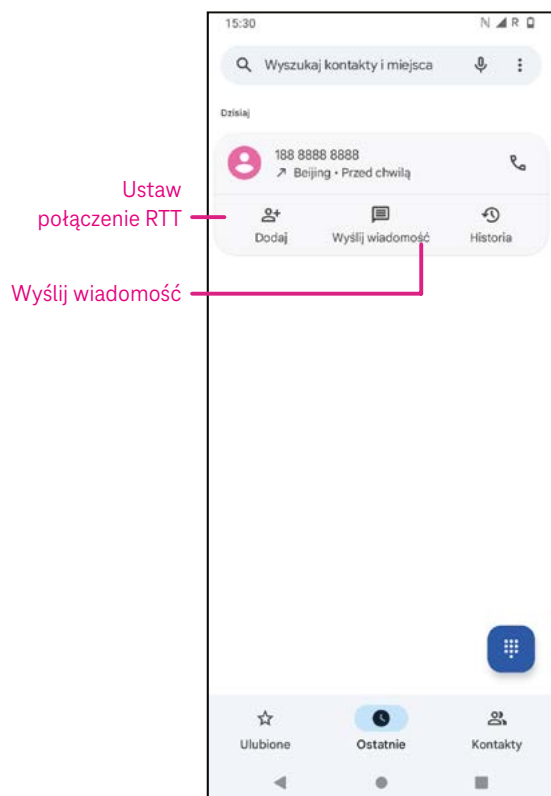 15:30
R
Wyszukaj kontakty i miejsca
Dzisiaj
188 8888 8888
Beijing • Przed chwilą
Ustaw
połączenie RTT
Dodaj
Wyślij wiadomość
Historia
Wyślij wiadomość
Ulubione
Ostatnie
Kontakty